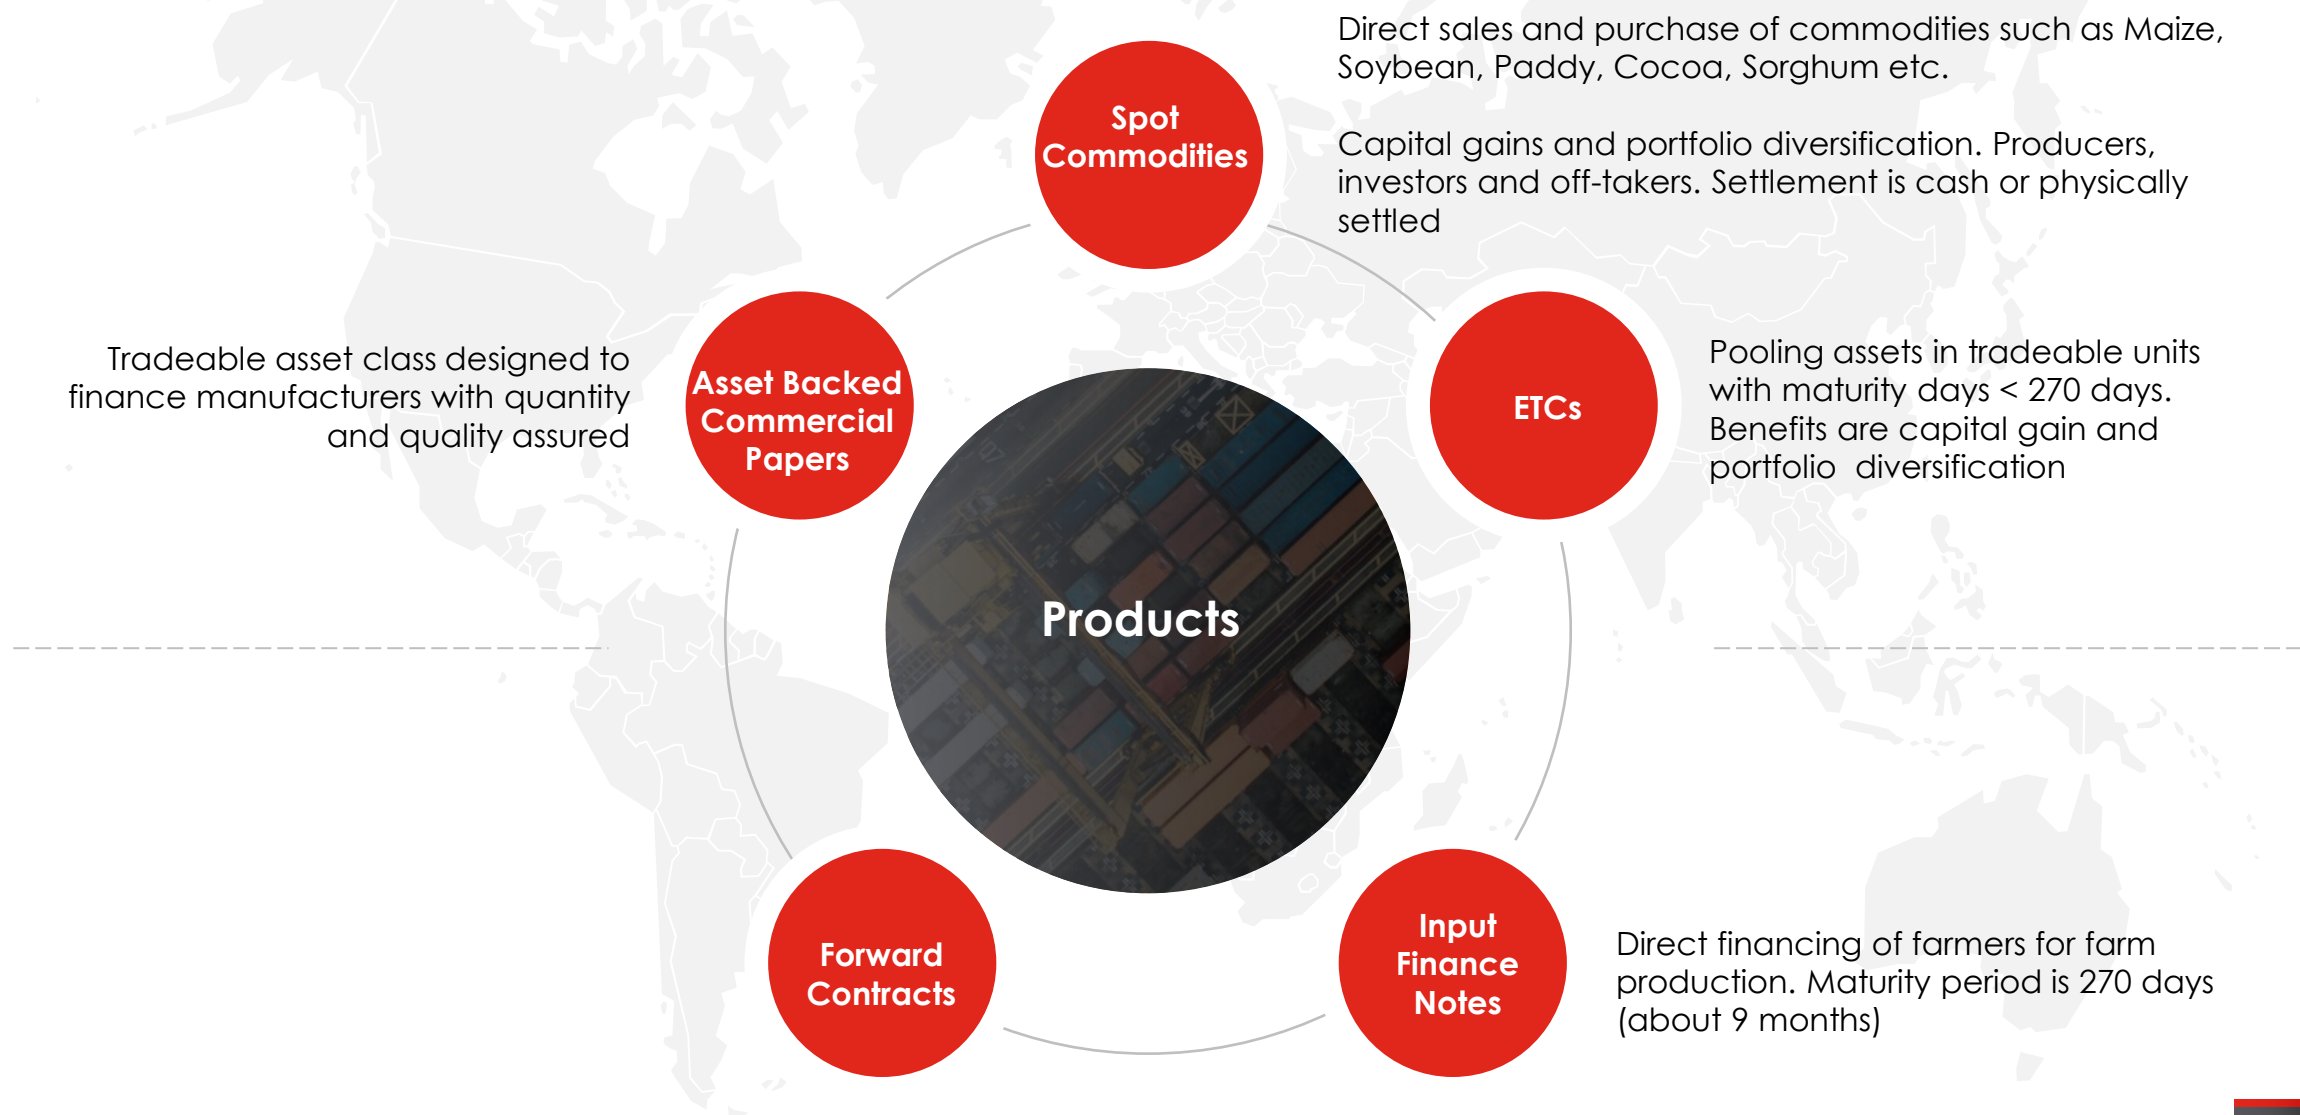 Direct sales and purchase of commodities such as Maize,
Soybean, Paddy, Cocoa, Sorghum etc.
Capital gains and portfolio diversification. Producers,
investors and off-takers. Settlement is cash or physically
settled
Spot
Commodities
Tradeable asset class designed to
finance manufacturers with quantity
and quality assured
Asset Backed
Commercial
Papers
ETCs
Pooling assets in tradeable units
with maturity days < 270 days.
Benefits are capital gain and
portfolio  diversification
Products
Forward
Contracts
Input
Finance
Notes
Direct financing of farmers for farm
production. Maturity period is 270 days
(about 9 months)